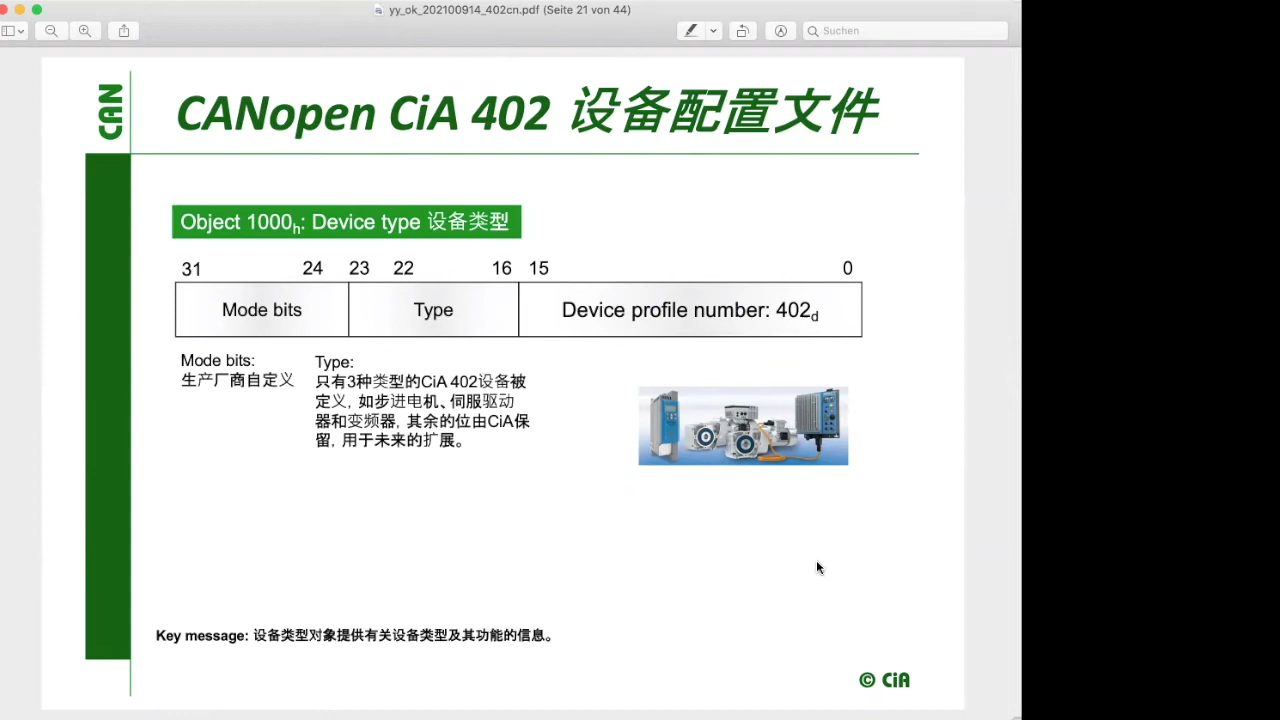 yy_ok_202100914_402cn.pdf (Seite 21 von 44)
Suchen
CAN
CANopen CiA 402 设备配置文件
Object 1000h: Device type 设备类型
31 24 23 22 16 15 0
Mode bits Type Device profile number: 402d
Mode bits:
生产厂商自定义
Type:
只有3种类型的CiA 402设备被
定义, 如步进电机、伺服驱动
器和变频器, 其余的位由CiA保
留, 用于未来的扩展。
Key message: 设备类型对象提供有关设备类型及其功能的信息。
© CiA